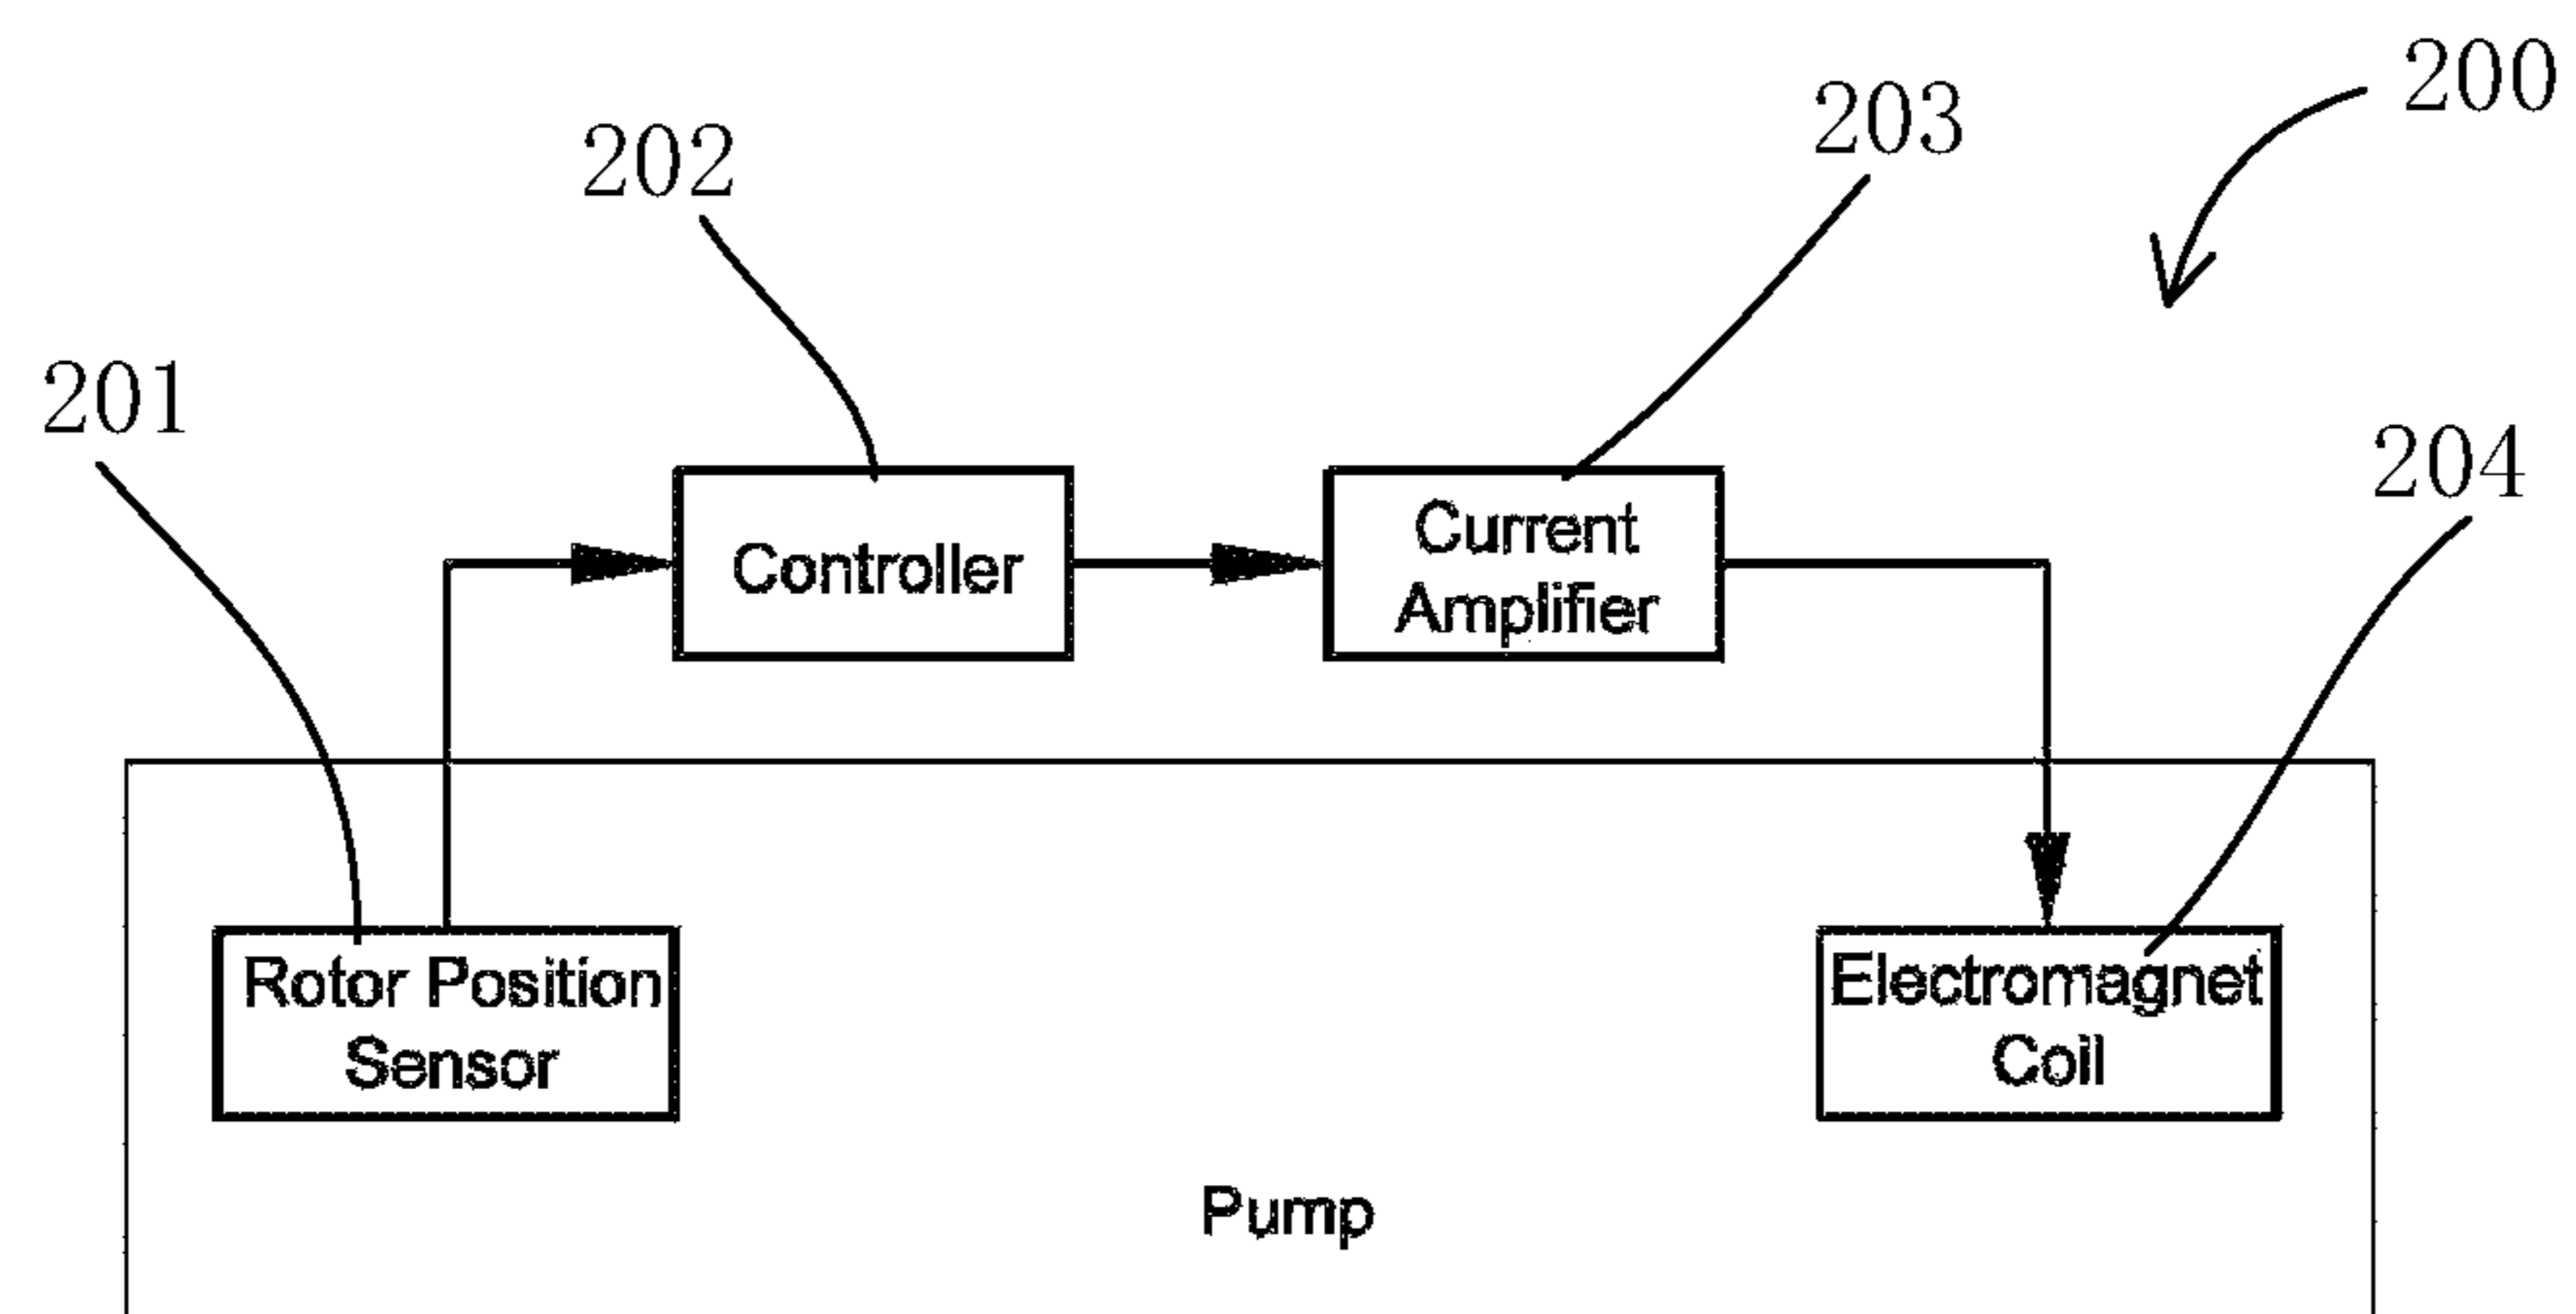 200
203
202
201
204
Controller
Current
Amplifier
Rotor Position
Sensor
Electromagnet
Coil
Pump